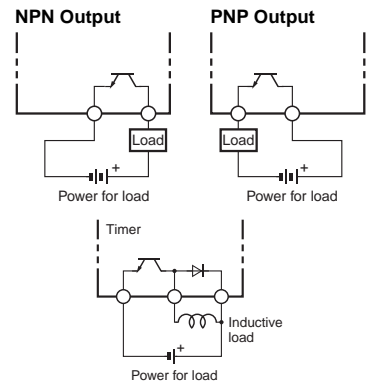 NPN Output
PNP Output
Load
+
Power for load
Load
+
Power for load
Timer
Inductive
load
+
Power for load